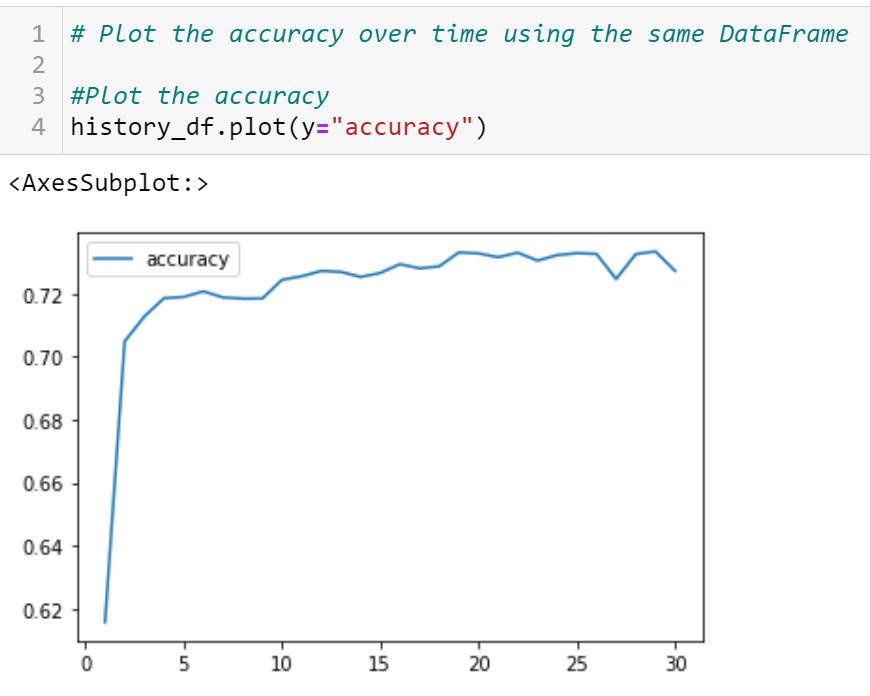 1 # Plot the accuracy over time using the same DataFrame
2
3 #Plot the accuracy
4 history_df.plot(y="accuracy")
<AxesSubplot:>
accuracy
0.72
0.70
0.68
0.66
0.64
0.62
0 5 10 15 20 25 30